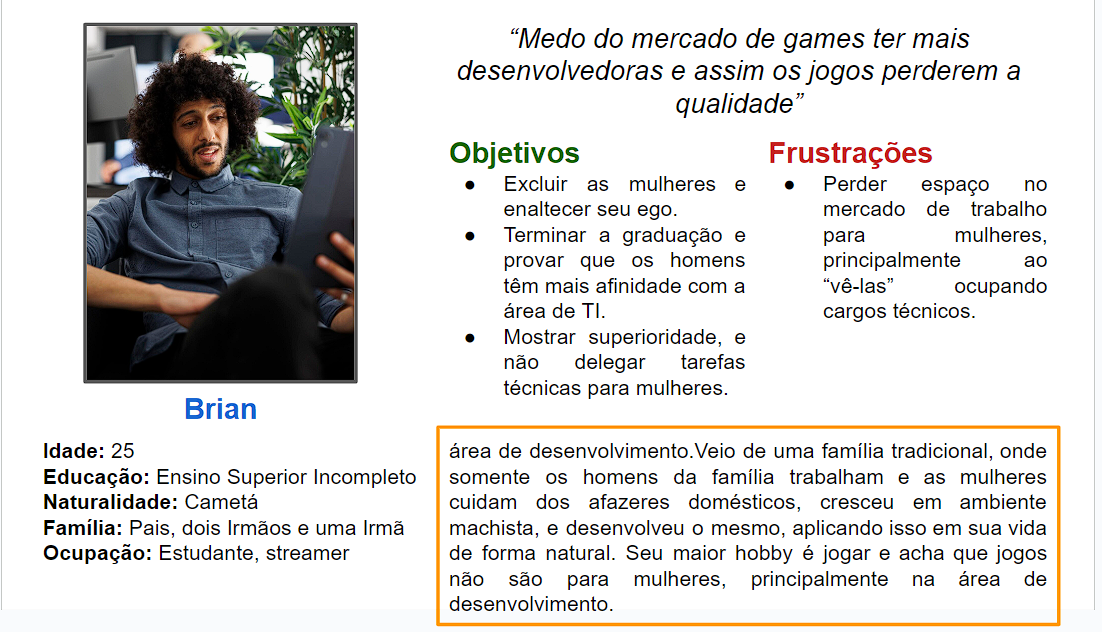 “Medo do mercado de games ter mais
desenvolvedoras e assim os jogos perderem a
qualidade”
Objetivos
● Excluir as mulheres e
enaltecer seu ego.
● Terminar a graduação e
provar que os homens
têm mais afinidade com a
área de TI.
● Mostrar superioridade, e
não delegar tarefas
técnicas para mulheres.
Frustrações
● Perder espaço no
mercado de trabalho
para mulheres,
principalmente ao
“vê-las” ocupando
cargos técnicos.
Brian
Idade: 25
Educação: Ensino Superior Incompleto
Naturalidade: Cametá
Família: Pais, dois Irmãos e uma Irmã
Ocupação: Estudante, streamer
área de desenvolvimento.Veio de uma família tradicional, onde
somente os homens da família trabalham e as mulheres
cuidam dos afazeres domésticos, cresceu em ambiente
machista, e desenvolveu o mesmo, aplicando isso em sua vida
de forma natural. Seu maior hobby é jogar e acha que jogos
não são para mulheres, principalmente na área de
desenvolvimento.